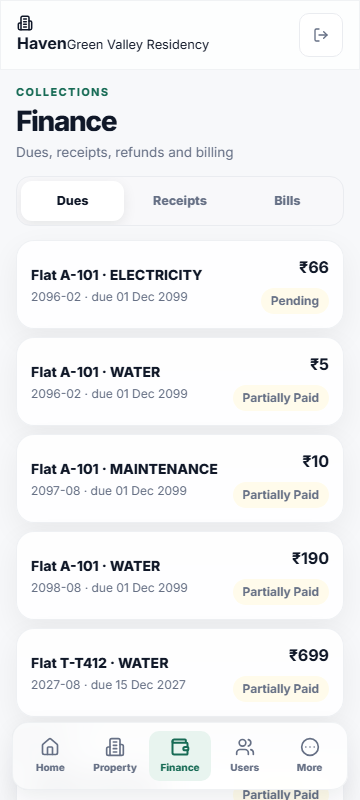 HavenGreen Valley Residency
COLLECTIONS
Finance
Dues, receipts, refunds and billing
Dues Receipts Bills
Flat A-101 · ELECTRICITY ₹66
2096-02 · due 01 Dec 2099 Pending
Flat A-101 · WATER ₹5
2096-02 · due 01 Dec 2099 Partially Paid
Flat A-101 · MAINTENANCE ₹10
2097-08 · due 01 Dec 2099 Partially Paid
Flat A-101 · WATER ₹190
2098-08 · due 01 Dec 2099 Partially Paid
Flat T-T412 · WATER ₹699
2027-08 · due 15 Dec 2027 Partially Paid
Home Property Finance Users More
Partially Paid